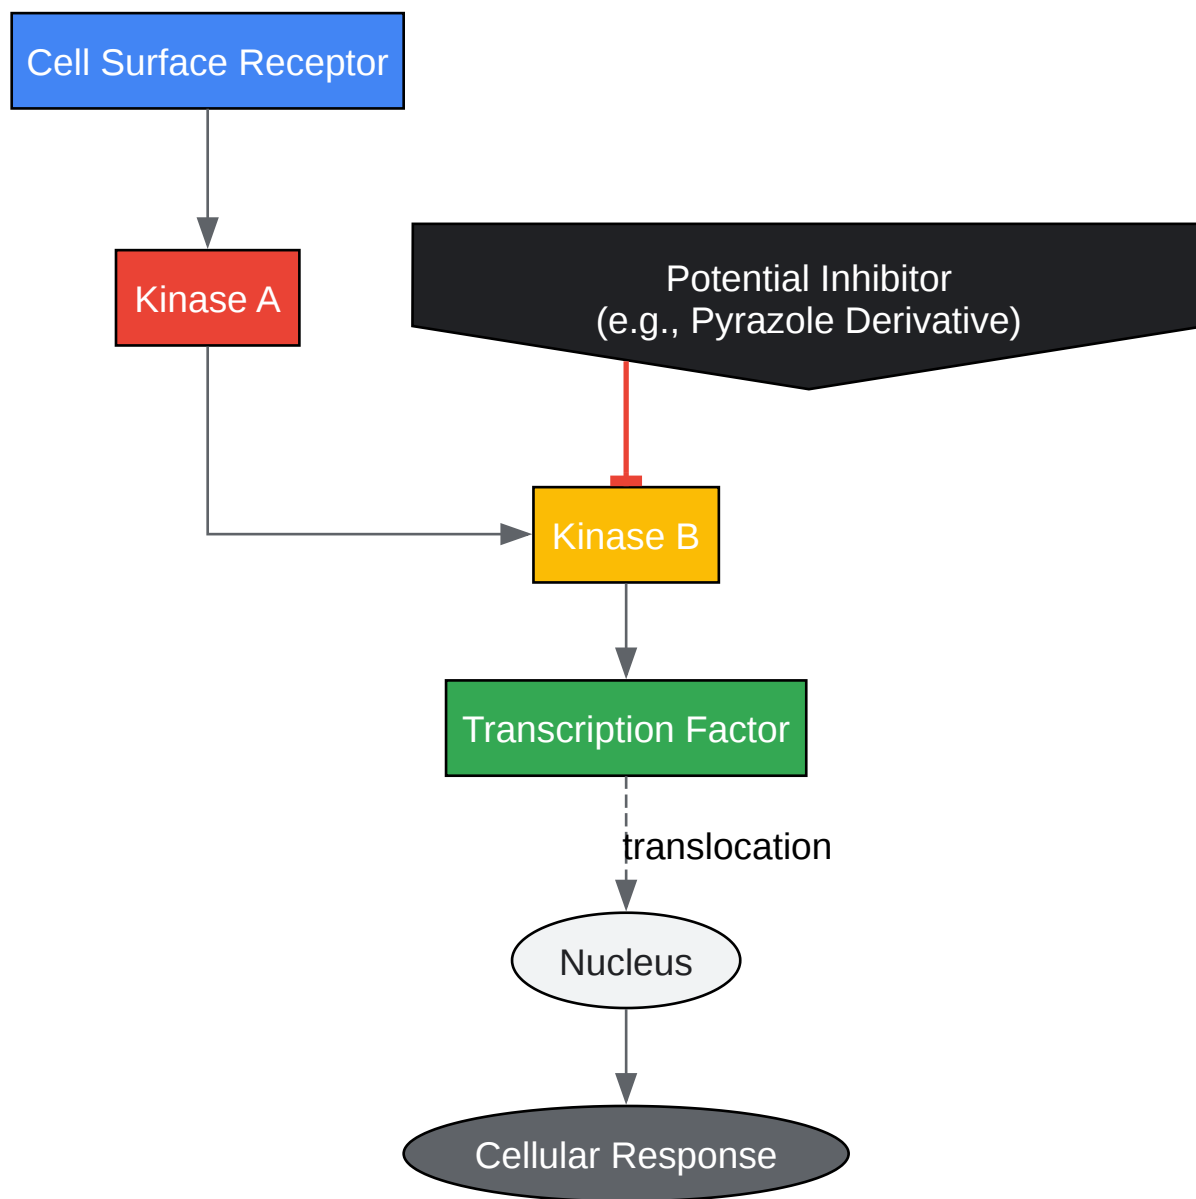 Cell Surface Receptor
Kinase A
Potential Inhibitor
(e.g., Pyrazole Derivative)
Kinase B
Transcription Factor
translocation
Nucleus
Cellular Response